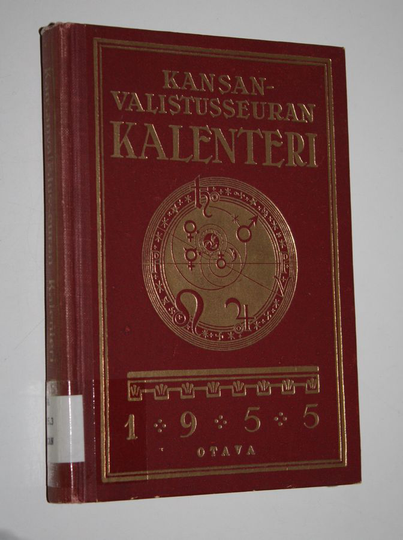 KANSAN-
VALISTUSSEURAN
KALENTERI
1 9 5 5
OTAVA